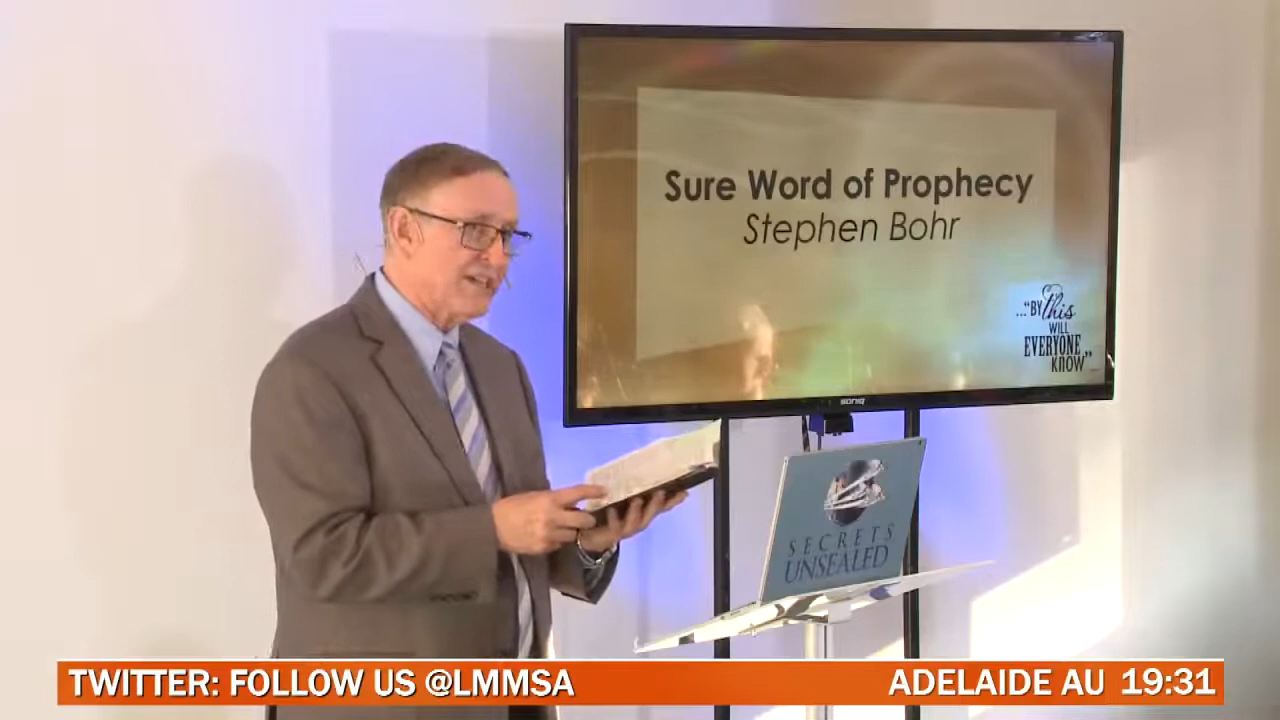 Sure Word of Prophecy
Stephen Bohr
..."BY this
WILL
EVERYONE
KNOW"...
soniq
SECRETS
UNSEALED
TWITTER: FOLLOW US @LMMSA
ADELAIDE AU 19:31